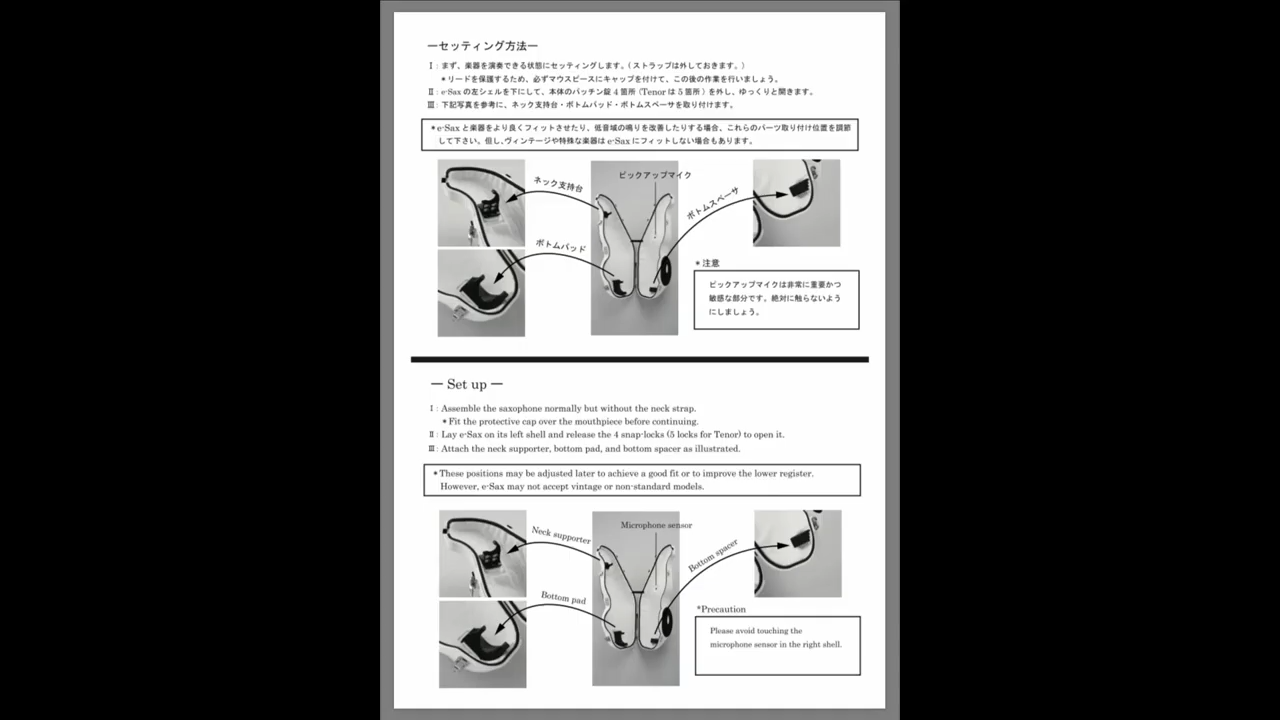 ーセッティング方法ー
Ⅰ : まず、楽器を演奏できる状態にセッティングします。( ストラップは外しておきます。)
＊リードを保護するため、必ずマウスピースにキャップを付けて、この後の作業を行いましょう。
Ⅱ : e-Sax の左シェルを下にして、本体のパッチン錠 4 箇所 (Tenor は 5 箇所 ) を外し、ゆっくりと開きます。
Ⅲ : 下記写真を参考に、ネック支持台・ボトムパッド・ボトムスペーサを取り付けます。
＊e-Sax と楽器をより良くフィットさせたり、低音域の鳴りを改善したりする場合、これらのパーツ取り付け位置を調節
して下さい。但し、ヴィンテージや特殊な楽器は e-Sax にフィットしない場合もあります。
ネック支持台
ピックアップマイク
ボトムスペーサ
ボトムパッド
＊ 注意
ピックアップマイクは非常に重要かつ
敏感な部分です。絶対に触らないよう
にしましょう。
— Set up —
Ⅰ : Assemble the saxophone normally but without the neck strap.
＊Fit the protective cap over the mouthpiece before continuing.
Ⅱ : Lay e-Sax on its left shell and release the 4 snap-locks (5 locks for Tenor) to open it.
Ⅲ : Attach the neck supporter, bottom pad, and bottom spacer as illustrated.
＊These positions may be adjusted later to achieve a good fit or to improve the lower register.
However, e-Sax may not accept vintage or non-standard models.
Neck supporter
Microphone sensor
Bottom spacer
Bottom pad
*Precaution
Please avoid touching the
microphone sensor in the right shell.